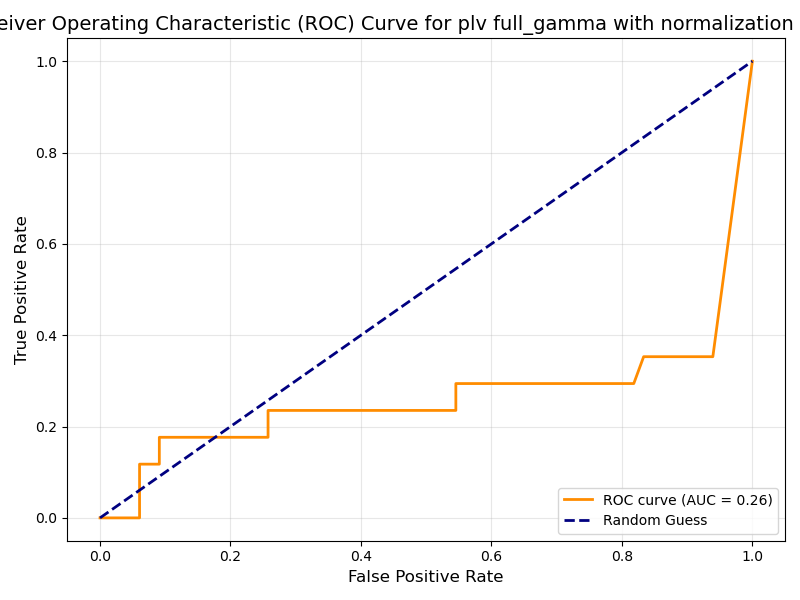 eiver Operating Characteristic (ROC) Curve for plv full_gamma with normalization
1.0
0.8
0.6
0.4
0.2
0.0
True Positive Rate
0.0 0.2 0.4 0.6 0.8 1.0
False Positive Rate
ROC curve (AUC = 0.26)
Random Guess